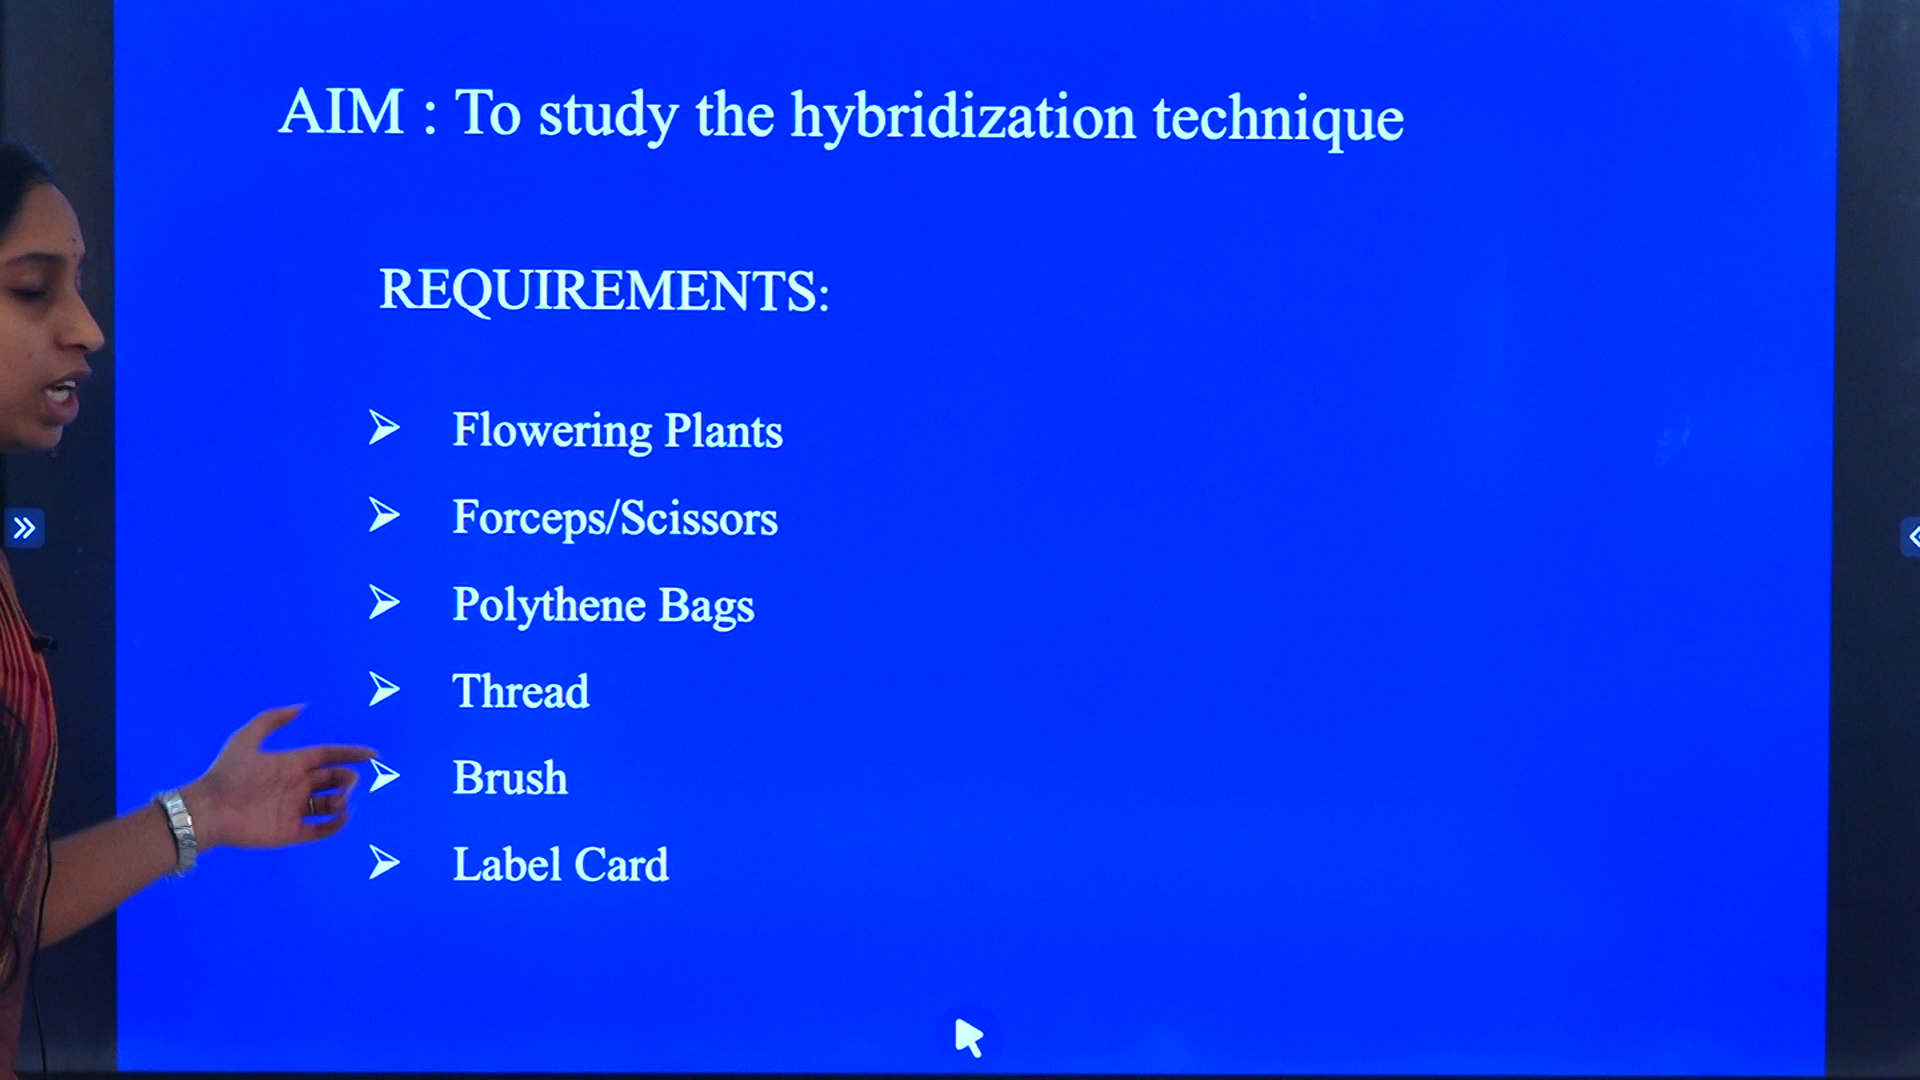 AIM : To study the hybridization technique
REQUIREMENTS:
Flowering Plants
Forceps/Scissors
Polythene Bags
Thread
Brush
Label Card